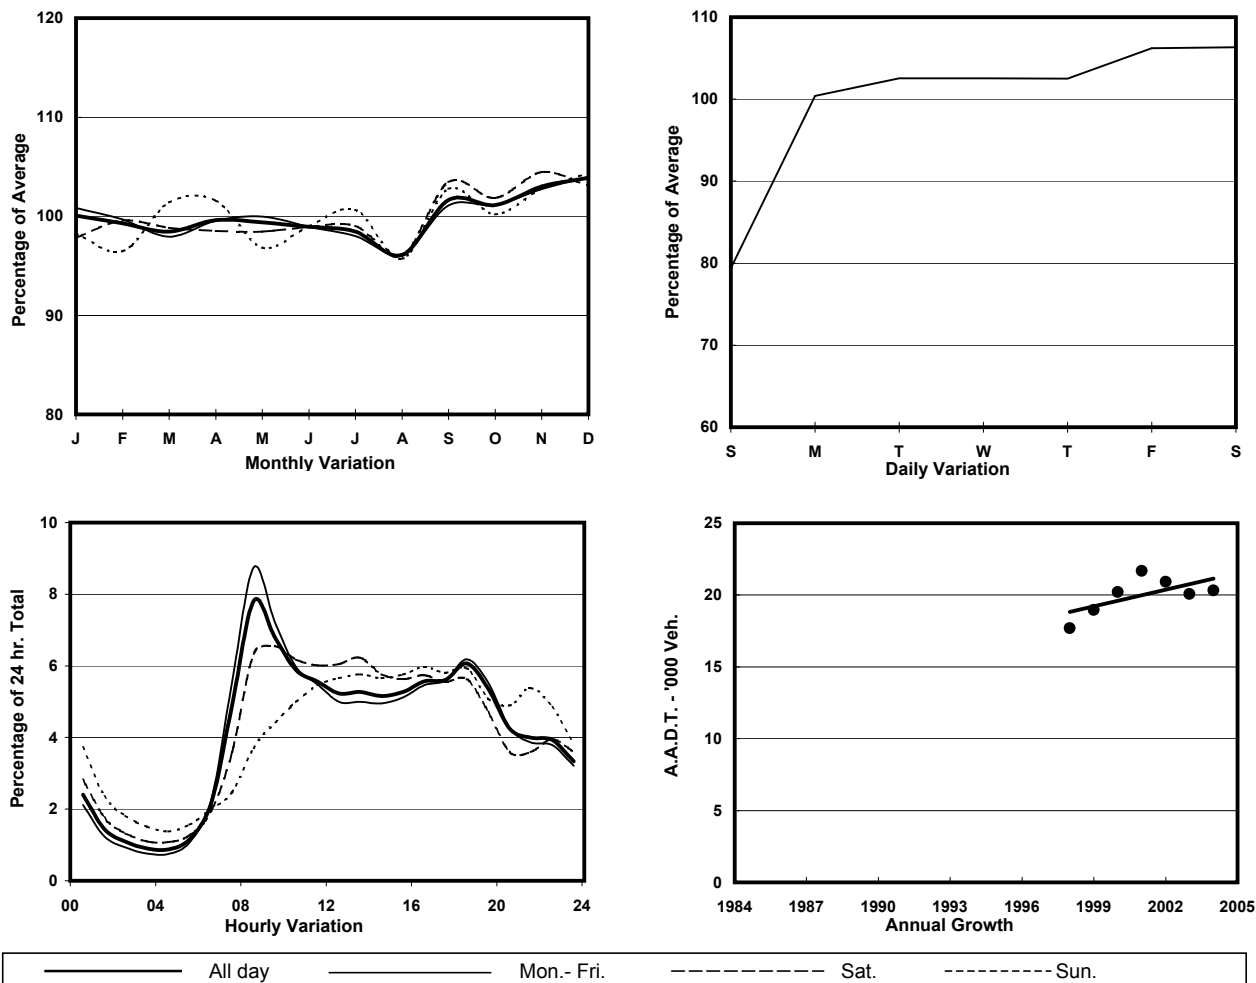 120
110
100
90
80
Percentage of Average
J F M A M J J A S O N D
Monthly Variation
110
100
90
80
70
60
Percentage of Average
S M T W T F S
Daily Variation
10
8
6
4
2
0
Percentage of 24 hr. Total
00 04 08 12 16 20 24
Hourly Variation
25
20
15
10
5
0
A.A.D.T. - '000 Veh.
1984 1987 1990 1993 1996 1999 2002 2005
Annual Growth
All day Mon.- Fri. Sat. Sun.